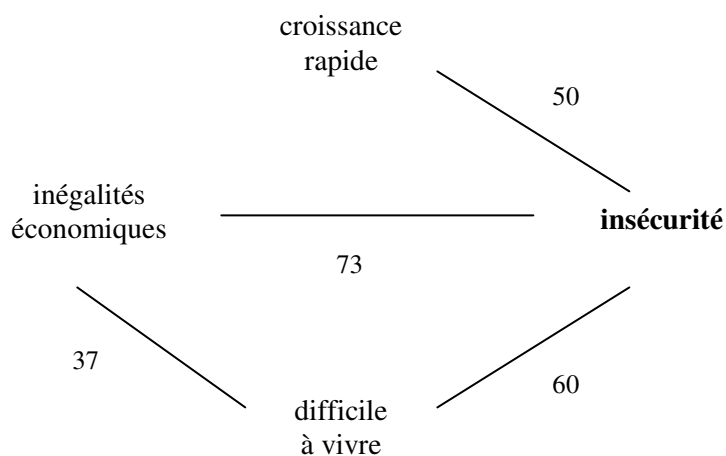 croissance
rapide
50
inégalités
économiques
insécurité
73
37
60
difficile
à vivre